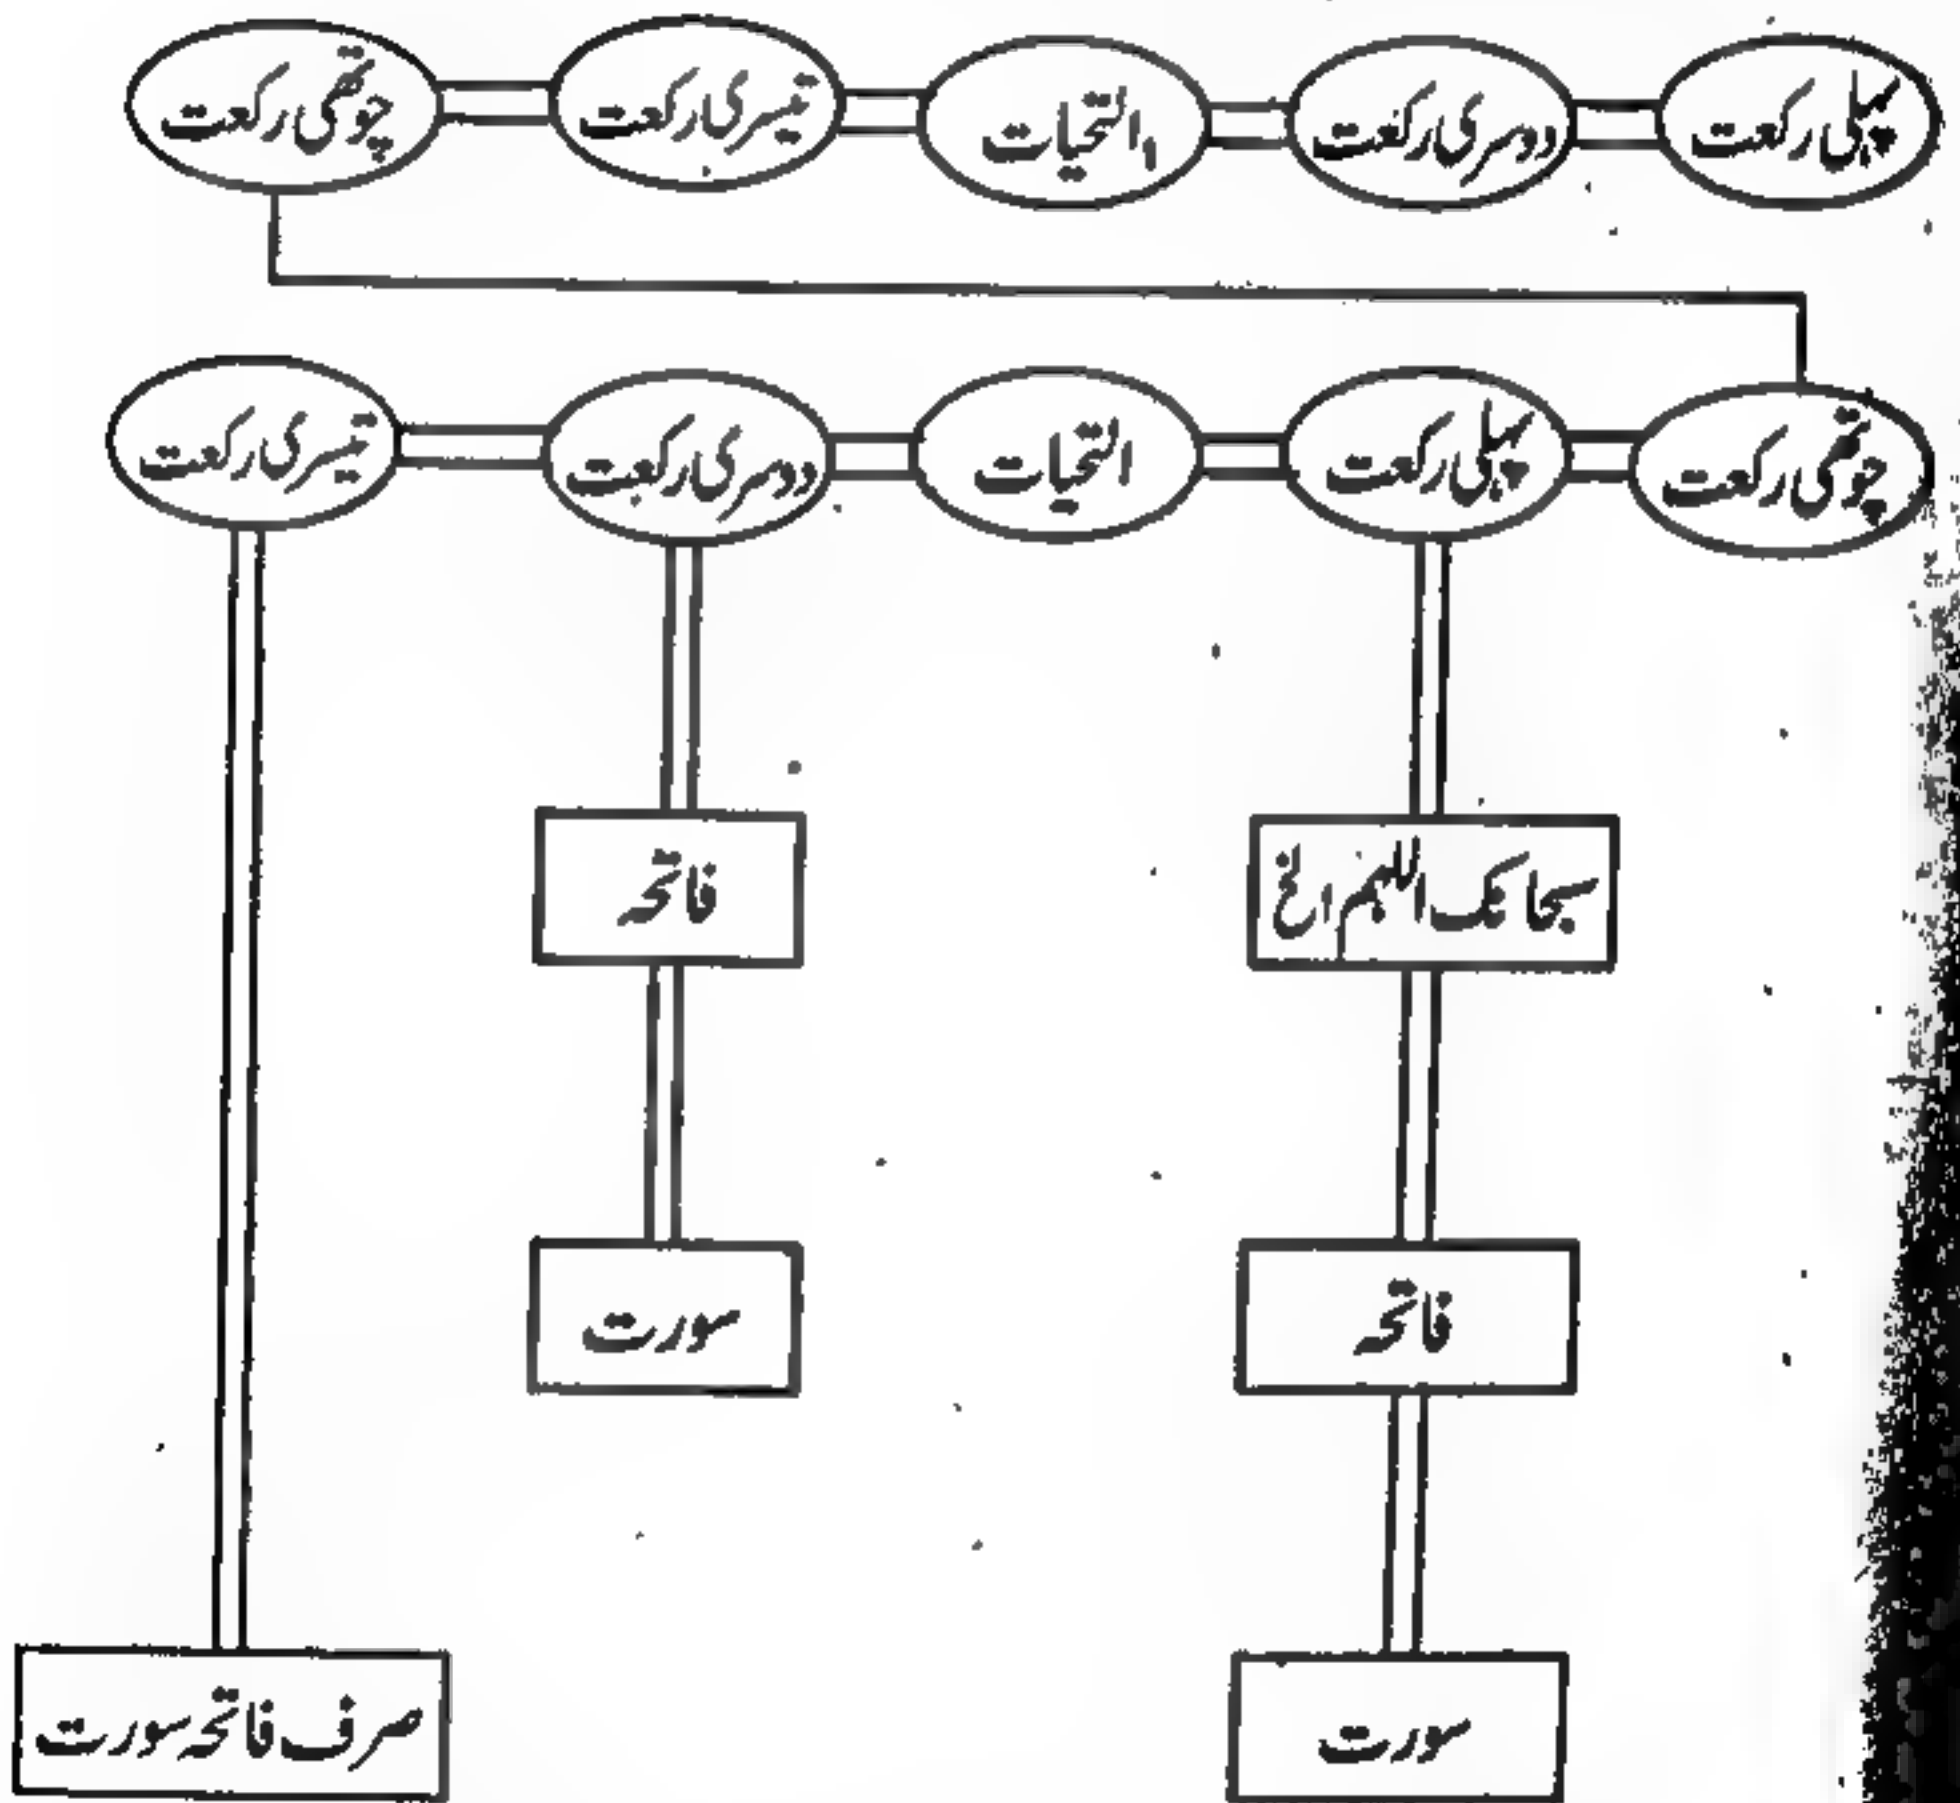 پہلی رکعت دوسری رکعت التحیات تیسری رکعت چوتھی رکعت
چوتھی رکعت پہلی رکعت التحیات دوسری رکعت تیسری رکعت
سبحانک اللہم الخ فاتحہ
فاتحہ سورت
سورت صرف فاتحہ سورت